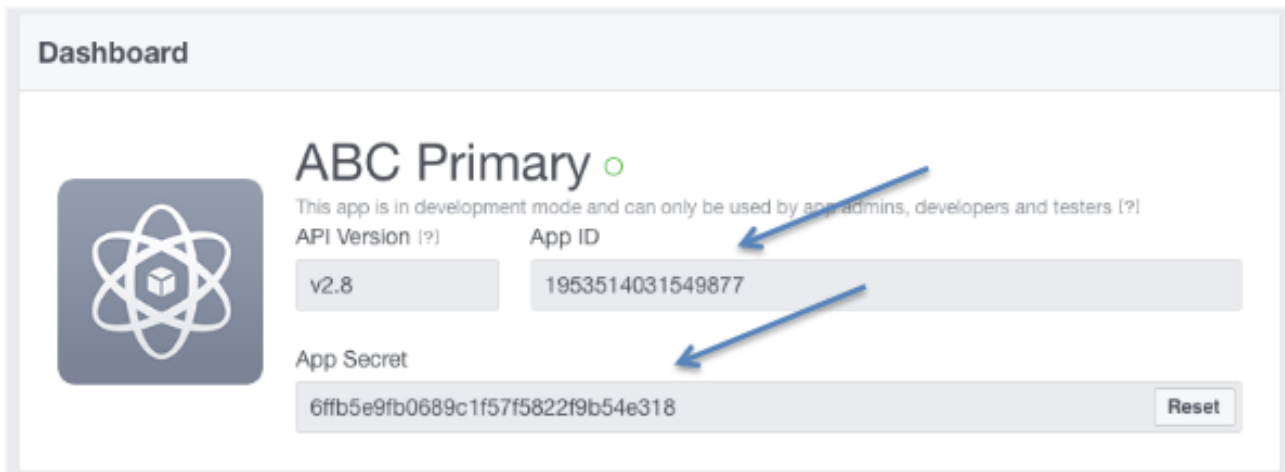 Dashboard
ABC Primary
This app is in development mode and can only be used by app admins, developers and testers [?]
API Version [?] App ID
v2.8 1953514031549877
App Secret
6ffb5e9fb0689c1f57f5822f9b54e318 Reset